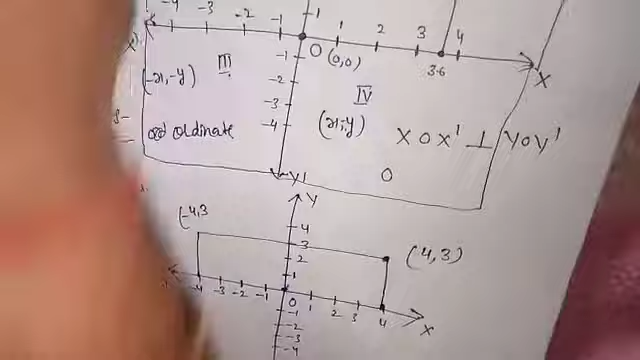 -4 -3 -2 -1 1 1 2 3 3.6 4
O (0,0)
X
-1
-2
-3
-4
III
(-x,-y)
IV
(x,-y)
ordinate
XOX' ⊥ YOY'
Y'
O
Y
(-4,3
4
3
2
1
(4,3)
-4 -3 -2 -1 0 1 2 3 4
X
-1
-2
-3
-4